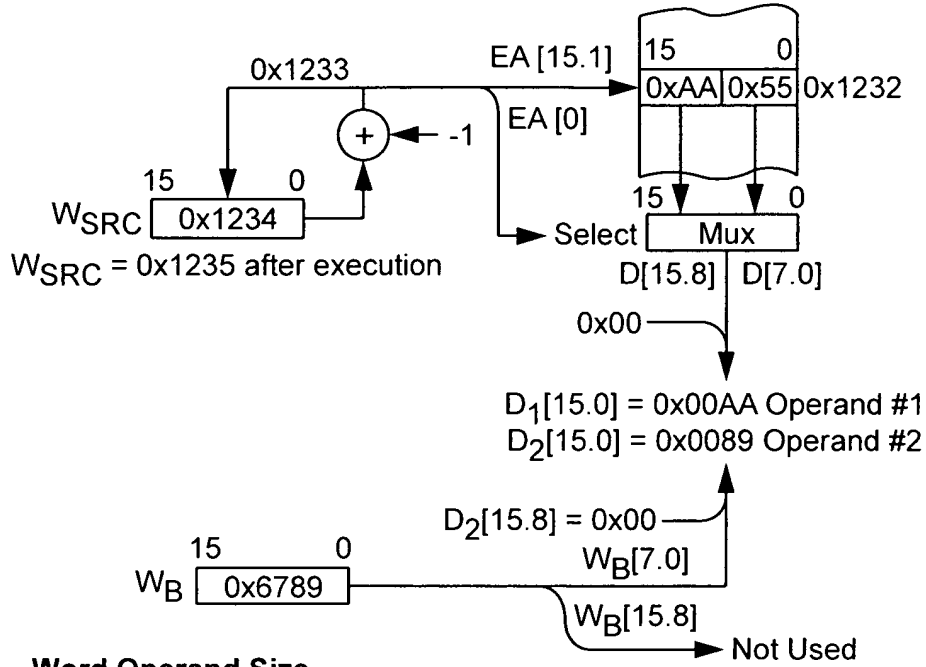 15 0
EA [15.1]
0x1233
0xAA 0x55 0x1232
EA [0]
+
-1
15 0
WSRC 0x1234
WSRC = 0x1235 after execution
15 0
Select Mux
D[15.8] D[7.0]
0x00
D1[15.0] = 0x00AA Operand #1
D2[15.0] = 0x0089 Operand #2
D2[15.8] = 0x00
15 0
WB[7.0]
WB 0x6789
WB[15.8]
Not Used
Word Operand Size